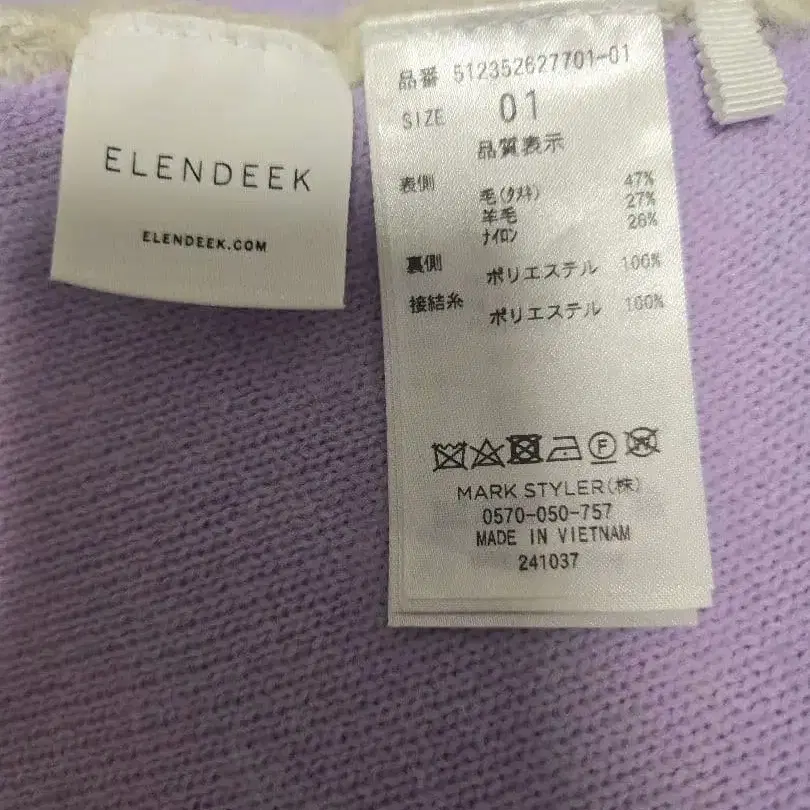 ELENDEEK
ELENDEEK.COM
品番 512352627701-01
SIZE 01
品質表示
表側 毛(タヌキ) 47%
羊毛 27%
ナイロン 26%
裏側 ポリエステル 100%
接結糸 ポリエステル 100%
F
MARK STYLER(株)
0570-050-757
MADE IN VIETNAM
241037